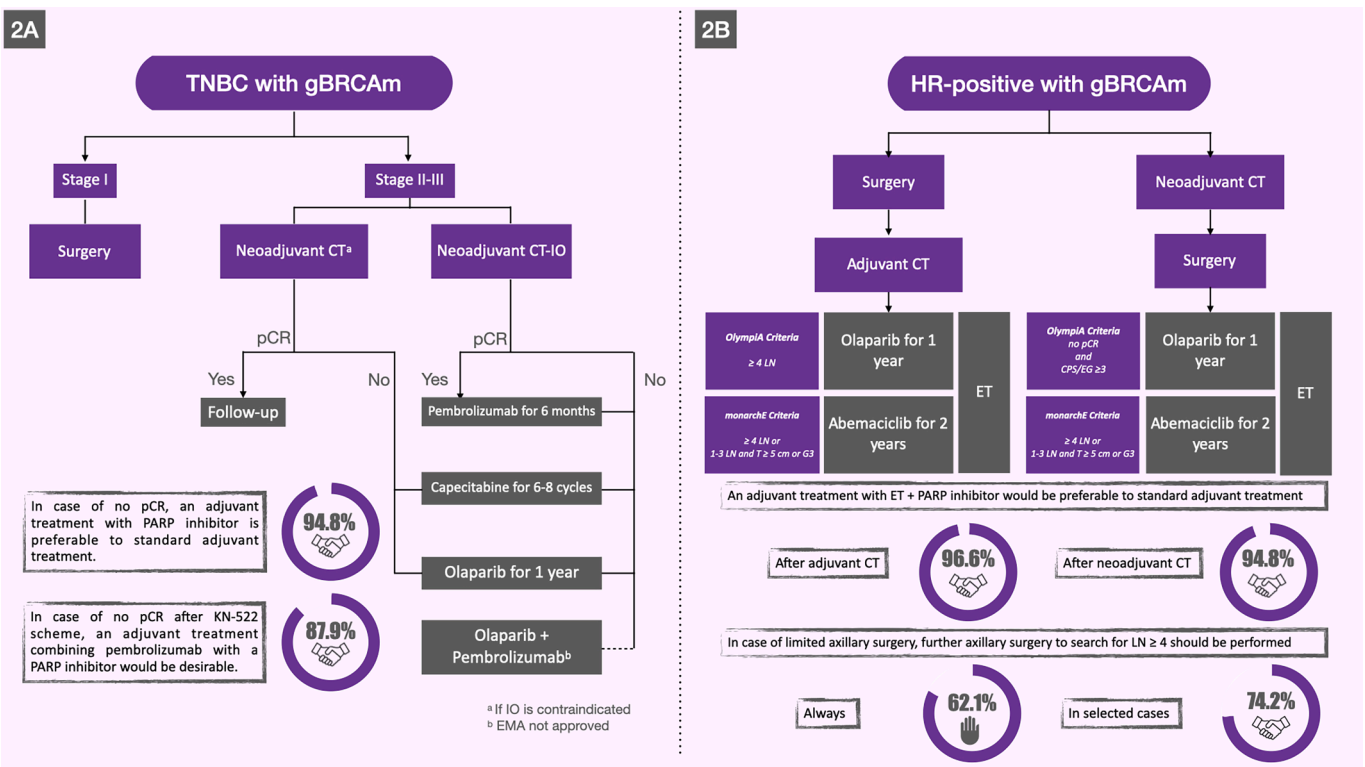 2A
TNBC with gBRCAm
Stage I
Stage II-III
Surgery
Neoadjuvant CTᵃ
Neoadjuvant CT-IO
pCR
pCR
Yes
No
Yes
No
Follow-up
Pembrolizumab for 6 months
Capecitabine for 6-8 cycles
Olaparib for 1 year
Olaparib +
Pembrolizumabᵇ
In case of no pCR, an adjuvant
treatment with PARP inhibitor is
preferable to standard adjuvant
treatment.
94.8%
In case of no pCR after KN-522
scheme, an adjuvant treatment
combining pembrolizumab with a
PARP inhibitor would be desirable.
87.9%
ᵃ If IO is contraindicated
ᵇ EMA not approved
2B
HR-positive with gBRCAm
Surgery
Neoadjuvant CT
Adjuvant CT
Surgery
OlympiA Criteria
≥ 4 LN
Olaparib for 1
year
monarchE Criteria
≥ 4 LN or
1-3 LN and T ≥ 5 cm or G3
Abemaciclib for 2
years
ET
OlympiA Criteria
no pCR
and
CPS/EG ≥3
Olaparib for 1
year
monarchE Criteria
≥ 4 LN or
1-3 LN and T ≥ 5 cm or G3
Abemaciclib for 2
years
ET
An adjuvant treatment with ET + PARP inhibitor would be preferable to standard adjuvant treatment
After adjuvant CT
96.6%
After neoadjuvant CT
94.8%
In case of limited axillary surgery, further axillary surgery to search for LN ≥ 4 should be performed
Always
62.1%
In selected cases
74.2%